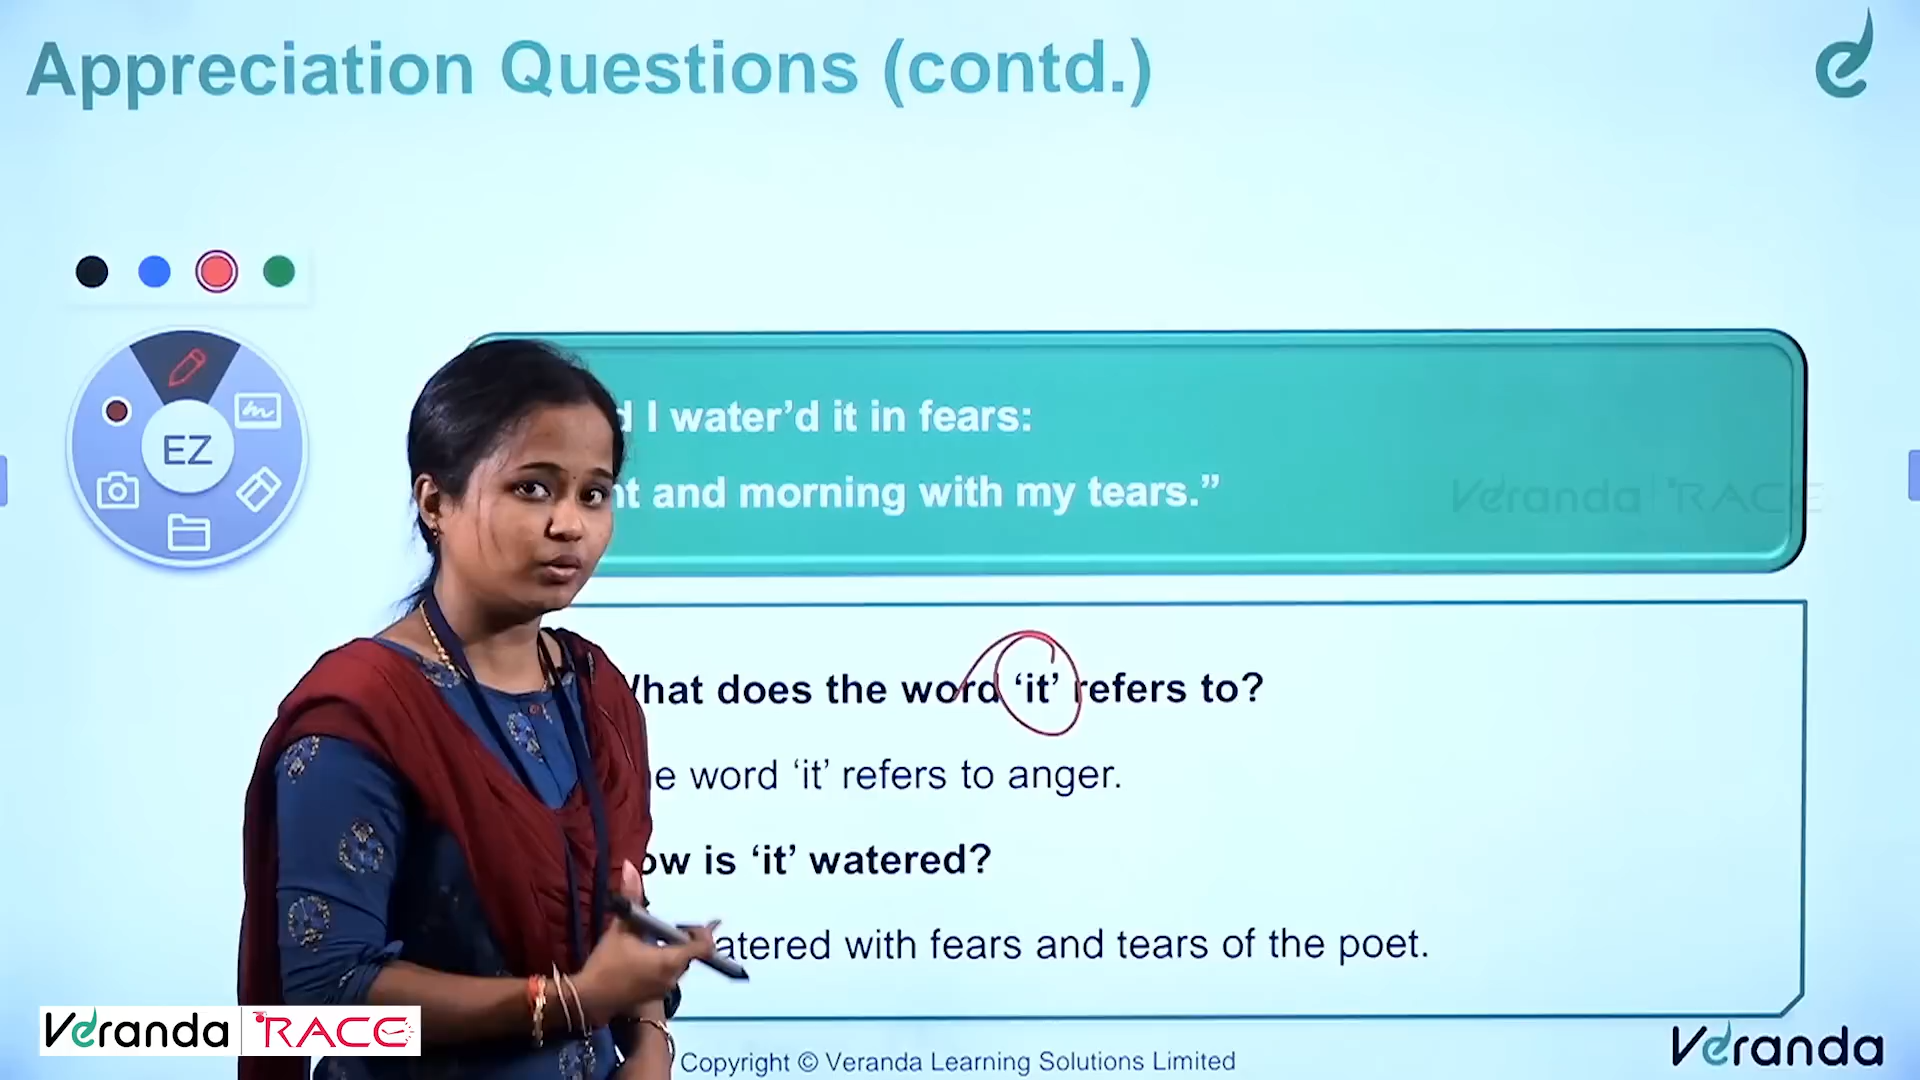 Appreciation Questions (contd.)
EZ
I water’d it in fears:
and morning with my tears.”
Veranda RACE
What does the word ‘it’ refers to?
word ‘it’ refers to anger.
is ‘it’ watered?
with fears and tears of the poet.
Veranda RACE
Copyright © Veranda Learning Solutions Limited
Veranda